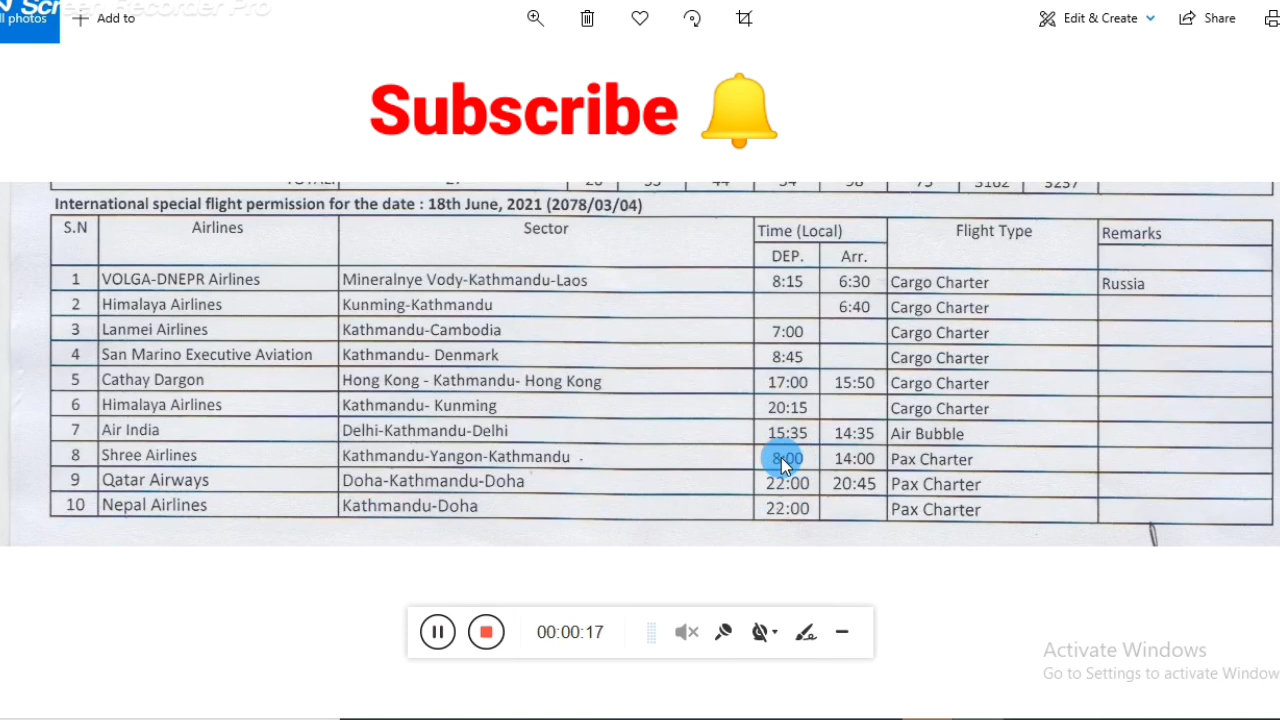 Screen Recorder Pro
ll photos Add to Edit & Create Share
Subscribe
International special flight permission for the date : 18th June, 2021 (2078/03/04)
S.N Airlines Sector Time (Local) Flight Type Remarks
DEP. Arr.
1 VOLGA-DNEPR Airlines Mineralnye Vody-Kathmandu-Laos 8:15 6:30 Cargo Charter Russia
2 Himalaya Airlines Kunming-Kathmandu 6:40 Cargo Charter
3 Lanmei Airlines Kathmandu-Cambodia 7:00 Cargo Charter
4 San Marino Executive Aviation Kathmandu- Denmark 8:45 Cargo Charter
5 Cathay Dargon Hong Kong - Kathmandu- Hong Kong 17:00 15:50 Cargo Charter
6 Himalaya Airlines Kathmandu- Kunming 20:15 Cargo Charter
7 Air India Delhi-Kathmandu-Delhi 15:35 14:35 Air Bubble
8 Shree Airlines Kathmandu-Yangon-Kathmandu 8:00 14:00 Pax Charter
9 Qatar Airways Doha-Kathmandu-Doha 22:00 20:45 Pax Charter
10 Nepal Airlines Kathmandu-Doha 22:00 Pax Charter
00:00:17
Activate Windows
Go to Settings to activate Window